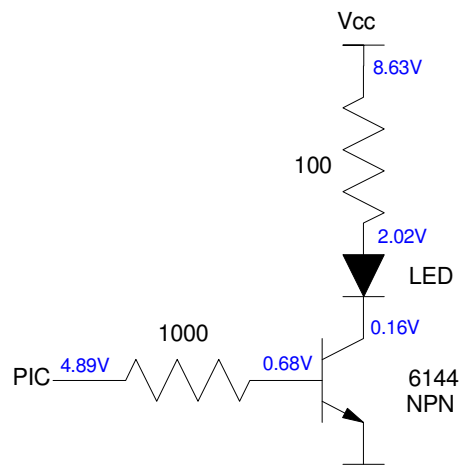 Vcc
8.63V
100
2.02V
LED
1000
0.16V
PIC
4.89V
0.68V
6144
NPN